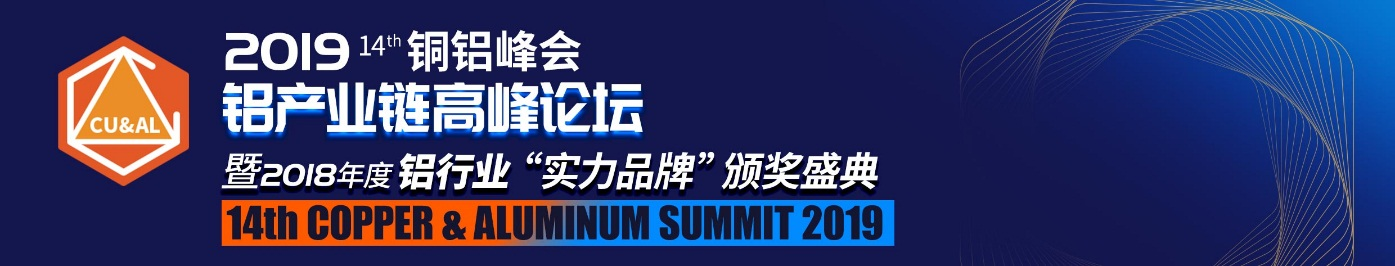 CU&AL
2019 14th 铜铝峰会
铝产业链高峰论坛
暨2018年度 铝行业 “实力品牌” 颁奖盛典
14th COPPER & ALUMINUM SUMMIT 2019